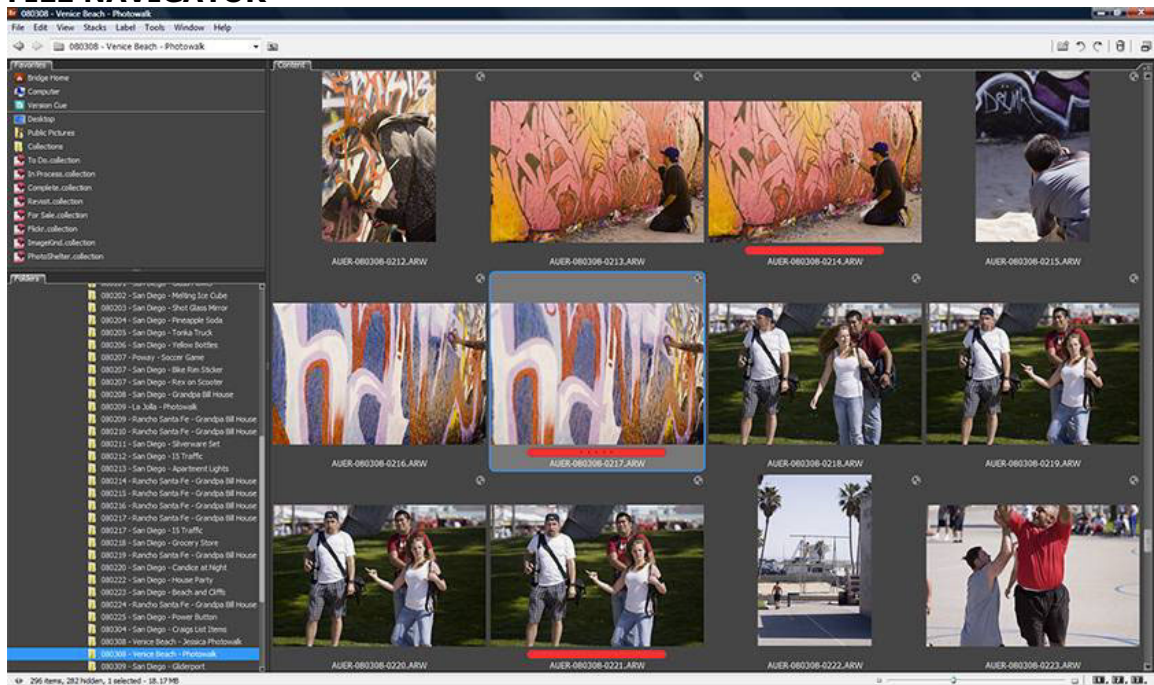 FILE NAVIGATOR
080308 - Venice Beach - Photowalk
File Edit View Stacks Label Tools Window Help
080308 - Venice Beach - Photowalk
Favorites
Bridge Home
Computer
Version Cue
Desktop
Public Pictures
Collections
To Do.collection
In Process.collection
Complete.collection
Revisit.collection
For Sale.collection
Flickr.collection
ImageKind.collection
PhotoShelter.collection
Folders
080202 - San Diego - Melting Ice Cube
080203 - San Diego - Shot Glass Mirror
080204 - San Diego - Pineapple Soda
080205 - San Diego - Tonka Truck
080206 - San Diego - Yellow Bottles
080207 - Poway - Soccer Game
080207 - San Diego - Bike Rim Sticker
080207 - San Diego - Rex on Scooter
080208 - San Diego - Grandpa Bill House
080209 - La Jolla - Photowalk
080209 - Rancho Santa Fe - Grandpa Bill House
080210 - Rancho Santa Fe - Grandpa Bill House
080211 - San Diego - Silverware Set
080212 - San Diego - I5 Traffic
080213 - San Diego - Apartment Lights
080214 - Rancho Santa Fe - Grandpa Bill House
080215 - Rancho Santa Fe - Grandpa Bill House
080216 - Rancho Santa Fe - Grandpa Bill House
080217 - Rancho Santa Fe - Grandpa Bill House
080217 - San Diego - I5 Traffic
080218 - San Diego - Grocery Store
080219 - Rancho Santa Fe - Grandpa Bill House
080220 - San Diego - Candice at Night
080222 - San Diego - House Party
080223 - San Diego - Beach and Cliffs
080224 - Rancho Santa Fe - Grandpa Bill House
080225 - San Diego - Power Button
080304 - San Diego - Craigs List Items
080308 - Venice Beach - Jessica Photowalk
080308 - Venice Beach - Photowalk
080309 - San Diego - Gliderport
Content
DRUNK
AUER-080308-0212.ARW
AUER-080308-0213.ARW
AUER-080308-0214.ARW
AUER-080308-0215.ARW
AUER-080308-0216.ARW
AUER-080308-0217.ARW
AUER-080308-0218.ARW
AUER-080308-0219.ARW
AUER-080308-0220.ARW
AUER-080308-0221.ARW
AUER-080308-0222.ARW
AUER-080308-0223.ARW
296 items, 282 hidden, 1 selected - 18.17 MB
1 2 3